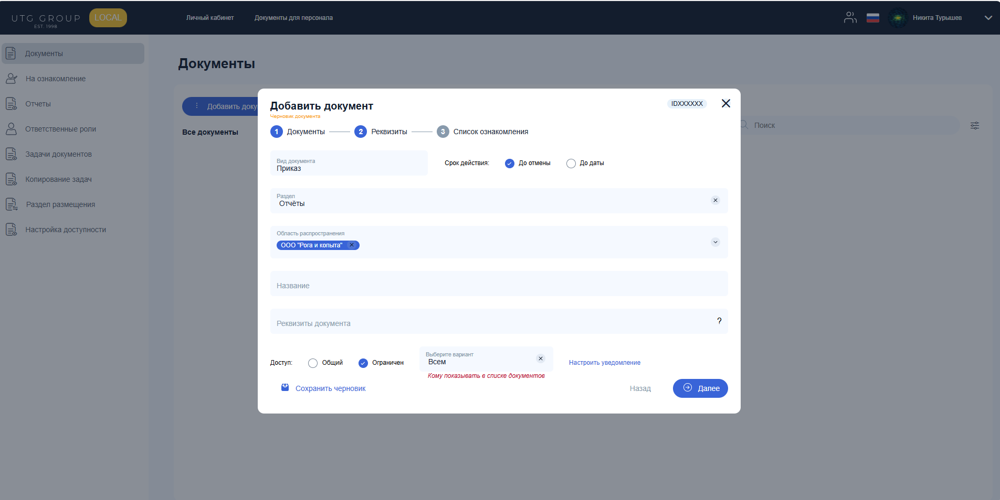 UTG GROUP
EST. 1998
LOCAL
Личный кабинет
Документы для персонала
Никита Турышев
Документы
На ознакомление
Отчеты
Ответственные роли
Задачи документов
Копирование задач
Раздел размещения
Настройка доступности
Документы
Добавить доку
Все документы
Поиск
Добавить документ
IDXXXXXX
Черновик документа
1 Документы
2 Реквизиты
3 Список ознакомления
Вид документа
Приказ
Срок действия:
До отмены
До даты
Раздел
Отчёты
Область распространения
ООО "Рога и копыта"
Название
Реквизиты документа
?
Доступ:
Общий
Ограничен
Выберите вариант
Всем
Кому показывать в списке документов
Настроить уведомление
Сохранить черновик
Назад
Далее